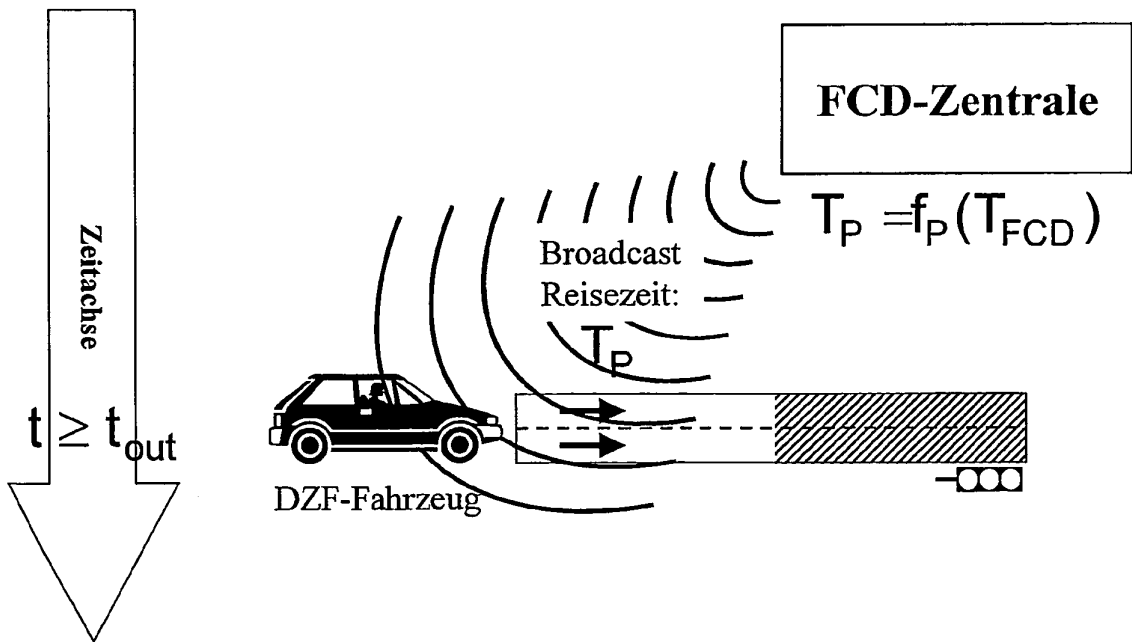 FCD-Zentrale
T_P = f_P(T_FCD)
Broadcast
Reisezeit:
T_P
Zeitachse
t ≥ t_out
DZF-Fahrzeug